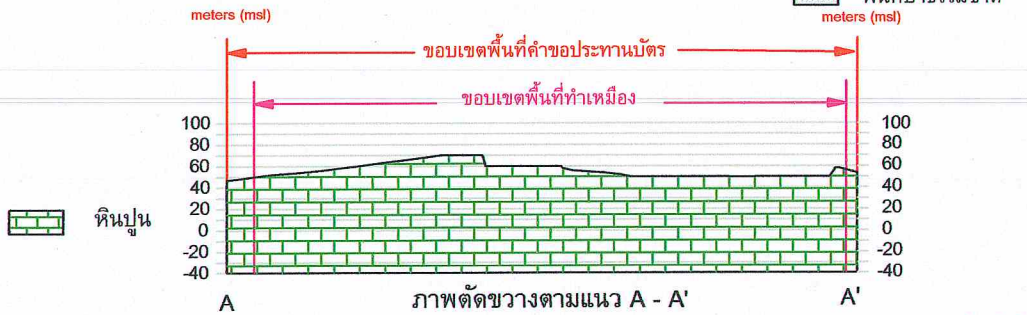 meters (msl)
meters (msl)
ขอบเขตพื้นที่คำขอประทานบัตร
ขอบเขตพื้นที่ทำเหมือง
100 100
80 80
60 60
40 40
20 20
0 0
-20 -20
-40 -40
หินปูน
A ภาพตัดขวางตามแนว A - A' A'